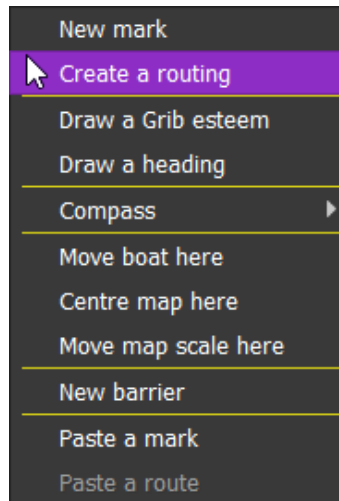 New mark
Create a routing
Draw a Grib esteem
Draw a heading
Compass
Move boat here
Centre map here
Move map scale here
New barrier
Paste a mark
Paste a route